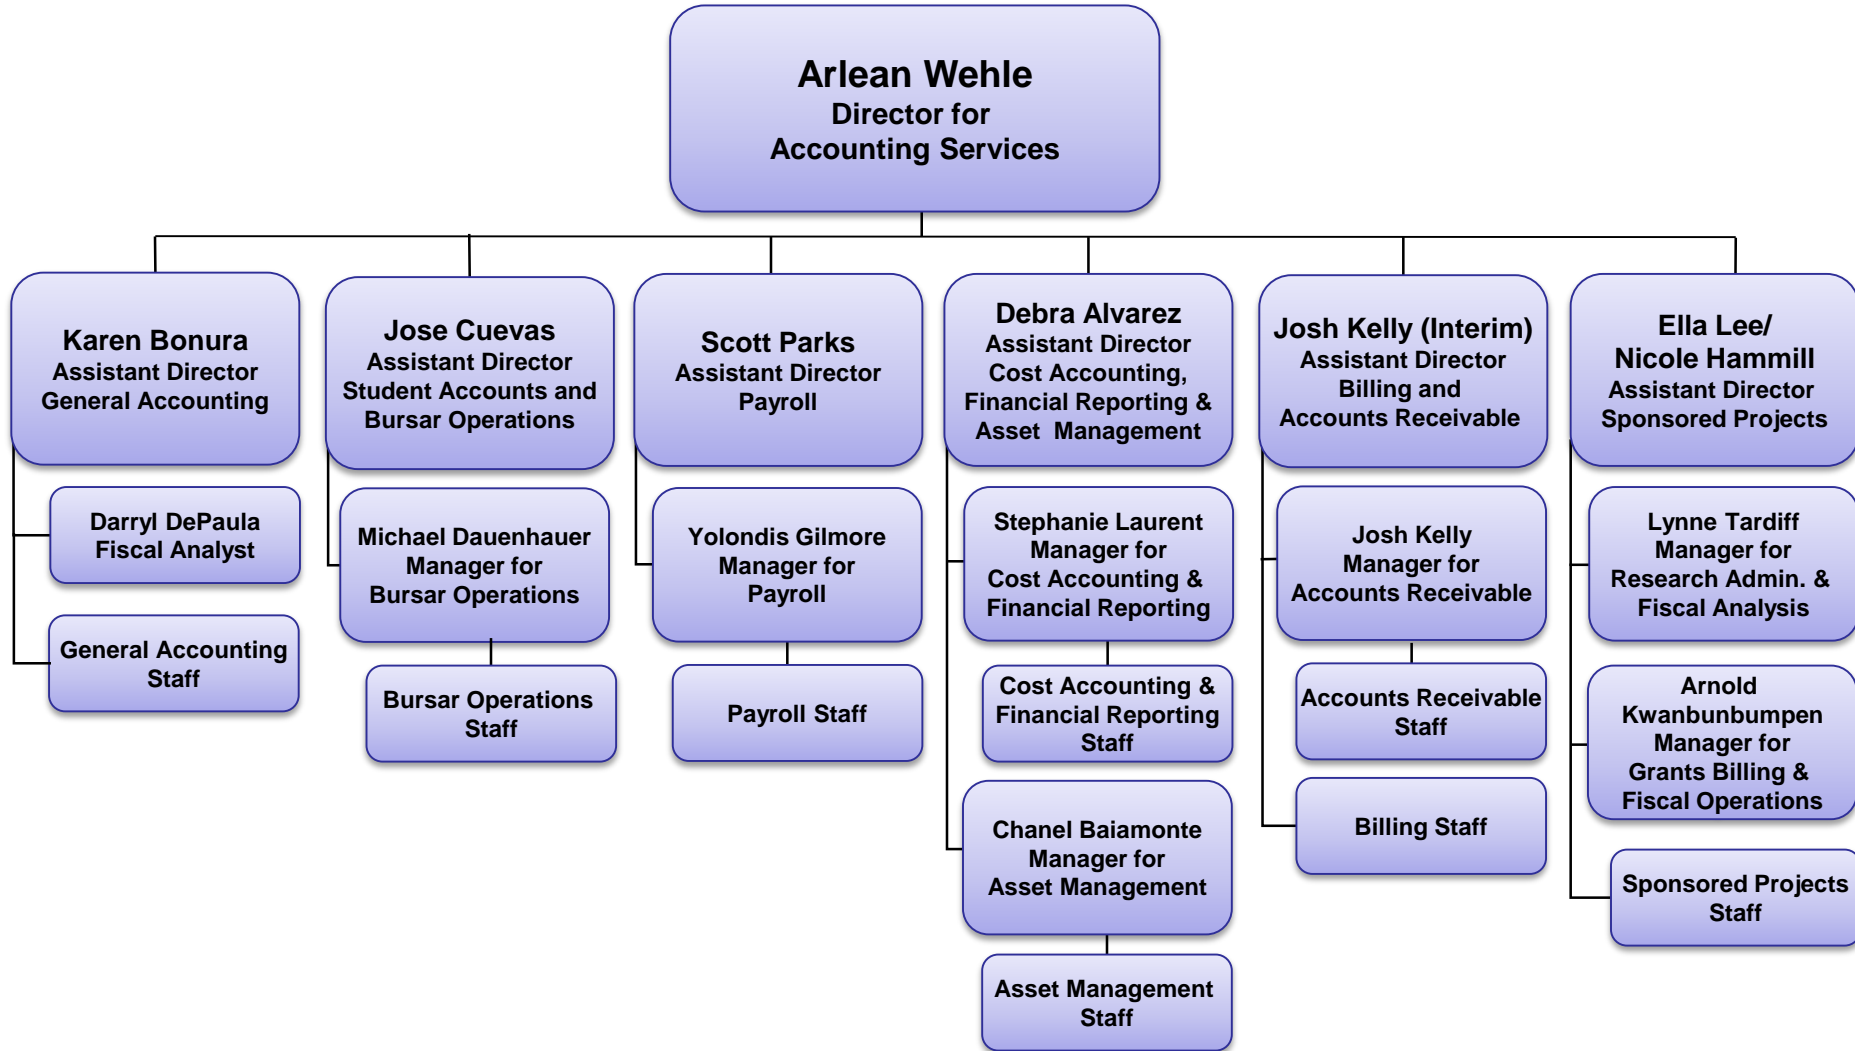 Arlean Wehle
Director for
Accounting Services
Karen Bonura
Assistant Director
General Accounting
Darryl DePaula
Fiscal Analyst
General Accounting
Staff
Jose Cuevas
Assistant Director
Student Accounts and
Bursar Operations
Michael Dauenhauer
Manager for
Bursar Operations
Bursar Operations
Staff
Scott Parks
Assistant Director
Payroll
Yolondis Gilmore
Manager for
Payroll
Payroll Staff
Debra Alvarez
Assistant Director
Cost Accounting,
Financial Reporting &
Asset Management
Stephanie Laurent
Manager for
Cost Accounting &
Financial Reporting
Cost Accounting &
Financial Reporting
Staff
Chanel Baiamonte
Manager for
Asset Management
Asset Management
Staff
Josh Kelly (Interim)
Assistant Director
Billing and
Accounts Receivable
Josh Kelly
Manager for
Accounts Receivable
Accounts Receivable
Staff
Billing Staff
Ella Lee/
Nicole Hammill
Assistant Director
Sponsored Projects
Lynne Tardiff
Manager for
Research Admin. &
Fiscal Analysis
Arnold
Kwanbunbumpen
Manager for
Grants Billing &
Fiscal Operations
Sponsored Projects
Staff